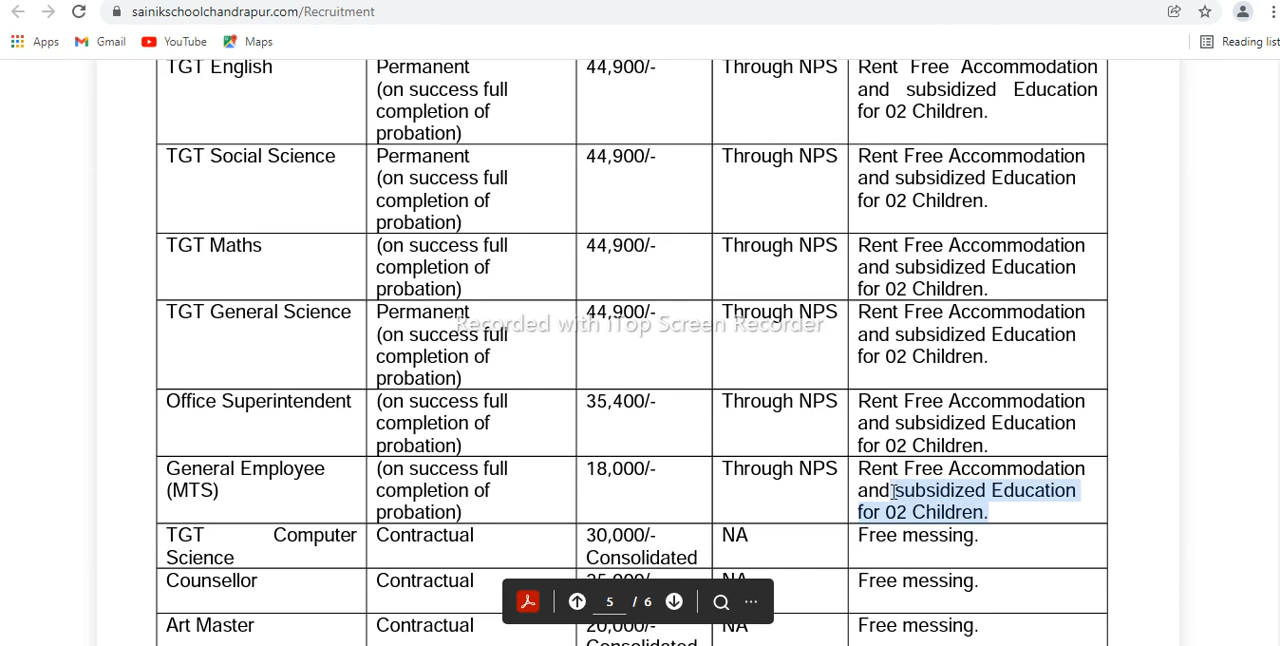 sainikschoolchandrapur.com/Recruitment
Apps Gmail YouTube Maps Reading list
TGT English Permanent 44,900/- Through NPS Rent Free Accommodation
(on success full and subsidized Education
completion of for 02 Children.
probation)
TGT Social Science Permanent 44,900/- Through NPS Rent Free Accommodation
(on success full and subsidized Education
completion of for 02 Children.
probation)
TGT Maths (on success full 44,900/- Through NPS Rent Free Accommodation
completion of and subsidized Education
probation) for 02 Children.
TGT General Science Permanent 44,900/- Through NPS Rent Free Accommodation
Recorded with iTop Screen Recorder
(on success full and subsidized Education
completion of for 02 Children.
probation)
Office Superintendent (on success full 35,400/- Through NPS Rent Free Accommodation
completion of and subsidized Education
probation) for 02 Children.
General Employee (on success full 18,000/- Through NPS Rent Free Accommodation
(MTS) completion of and subsidized Education
probation) for 02 Children.
TGT Computer Contractual 30,000/- NA Free messing.
Science Consolidated
Counsellor Contractual NA Free messing.
5 / 6
Art Master Contractual 20,000/- NA Free messing.
Consolidated